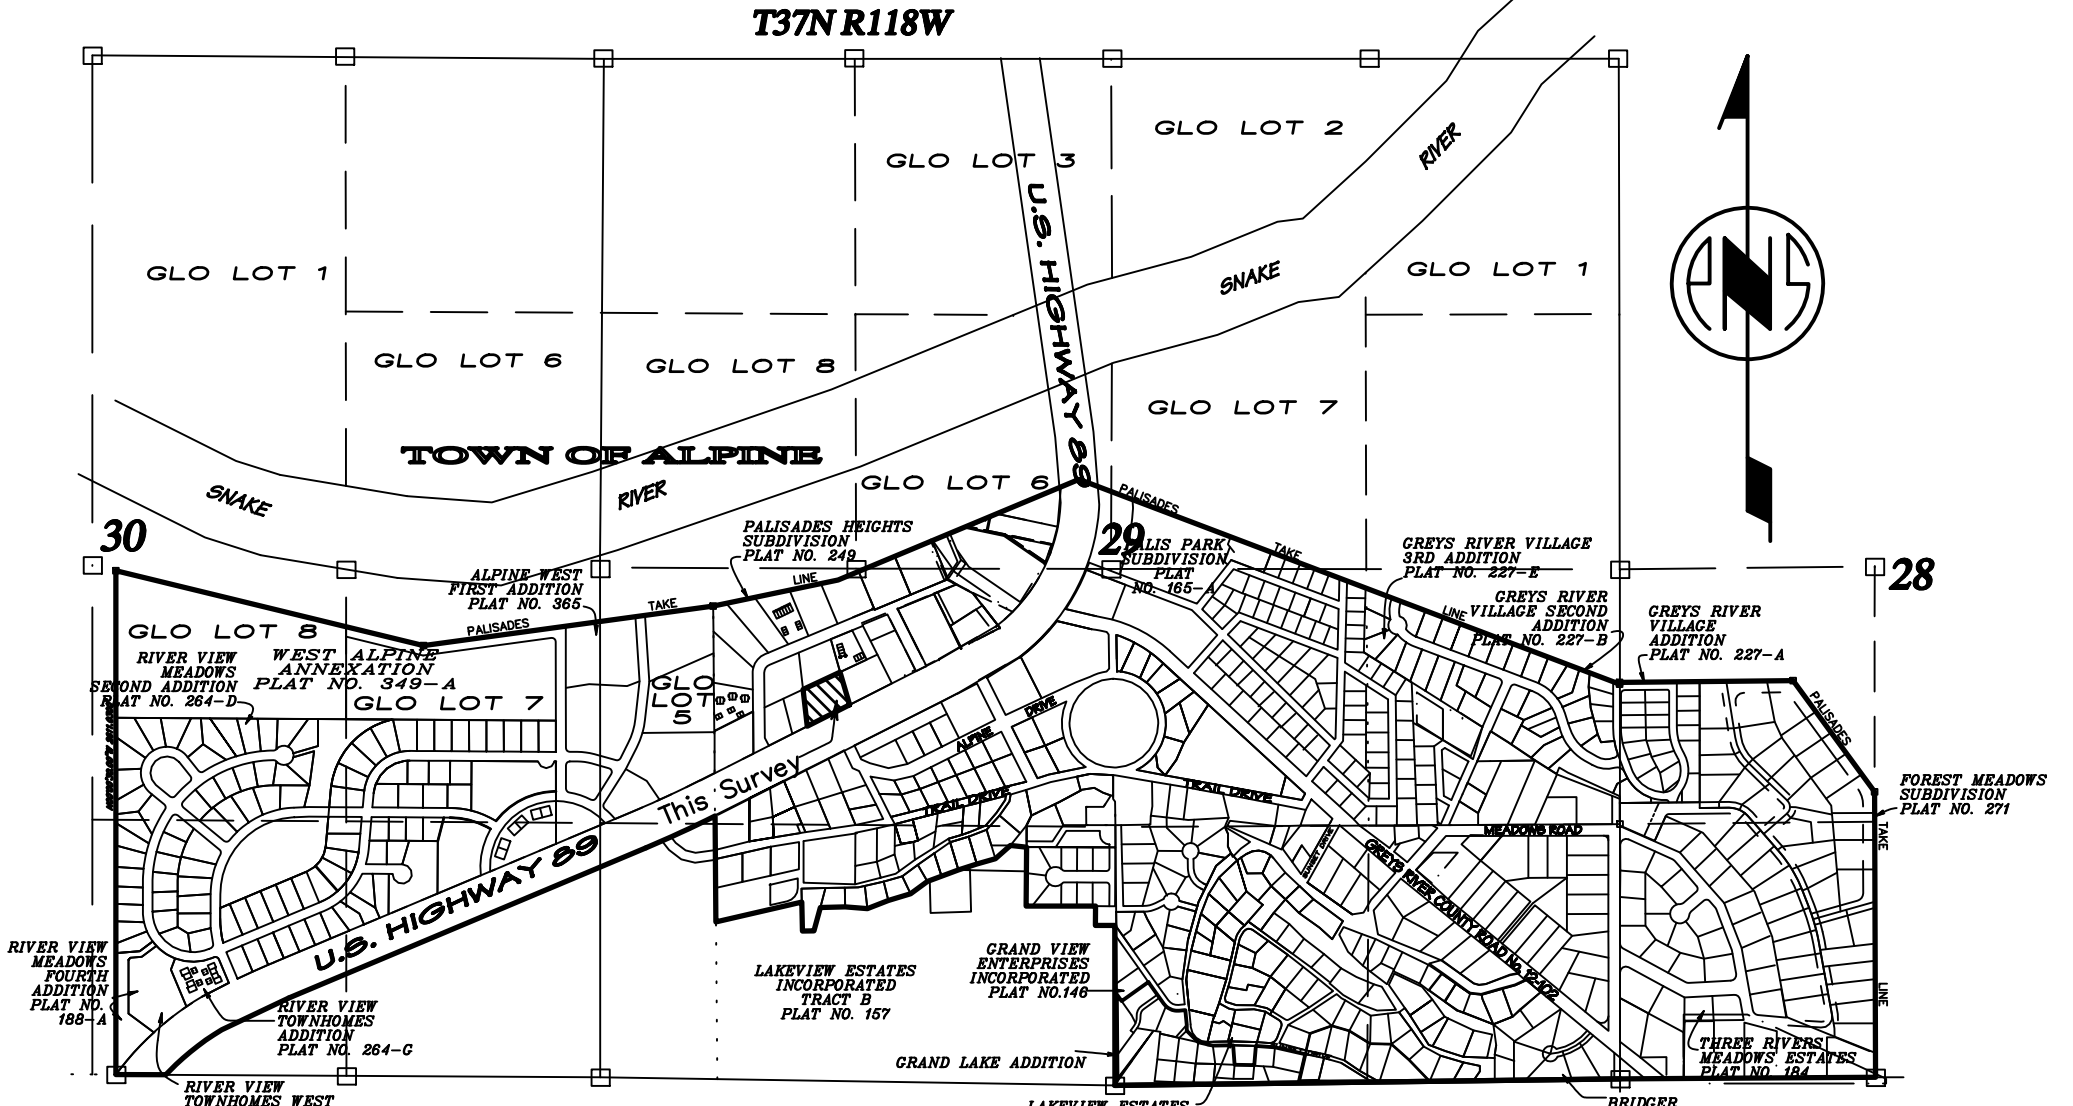 T37N R118W
GLO LOT 2
GLO LOT 3
RIVER
U.S. HIGHWAY 89
GLO LOT 1
SNAKE
GLO LOT 1
N
GLO LOT 6
GLO LOT 8
GLO LOT 7
TOWN OF ALPINE
SNAKE
RIVER
GLO LOT 6
PALISADES
30
29
28
PALISADES HEIGHTS
SUBDIVISION
PLAT NO. 249
ALPINE WEST
FIRST ADDITION
PLAT NO. 365
LINE
TAKE
PALISADES
PALIS PARK
SUBDIVISION
PLAT
NO. 165-A
TAKE
GREYS RIVER VILLAGE
3RD ADDITION
PLAT NO. 227-E
LINE
GREYS RIVER
VILLAGE SECOND
ADDITION
PLAT NO. 227-B
GREYS RIVER
VILLAGE
ADDITION
PLAT NO. 227-A
GLO LOT 8
WEST ALPINE
ANNEXATION
PLAT NO. 349-A
RIVER VIEW
MEADOWS
SECOND ADDITION
PLAT NO. 264-D
GLO LOT 7
GLO
LOT
5
PALISADES
ALPINE
DRIVE
This Survey
TRAIL DRIVE
TRAIL DRIVE
FOREST MEADOWS
SUBDIVISION
PLAT NO. 271
TAKE
MEADOWS ROAD
SUNSET DRIVE
GREYS RIVER COUNTY ROAD No. 12-102
U.S. HIGHWAY 89
RIVER VIEW
MEADOWS
FOURTH
ADDITION
PLAT NO.
188-A
RIVER VIEW
TOWNHOMES
ADDITION
PLAT NO. 264-G
LAKEVIEW ESTATES
INCORPORATED
TRACT B
PLAT NO. 157
GRAND VIEW
ENTERPRISES
INCORPORATED
PLAT NO.146
LINE
GRAND LAKE ADDITION
THREE RIVERS
MEADOWS ESTATES
PLAT NO. 184
RIVER VIEW
TOWNHOMES WEST
LAKEVIEW ESTATES
BRIDGER